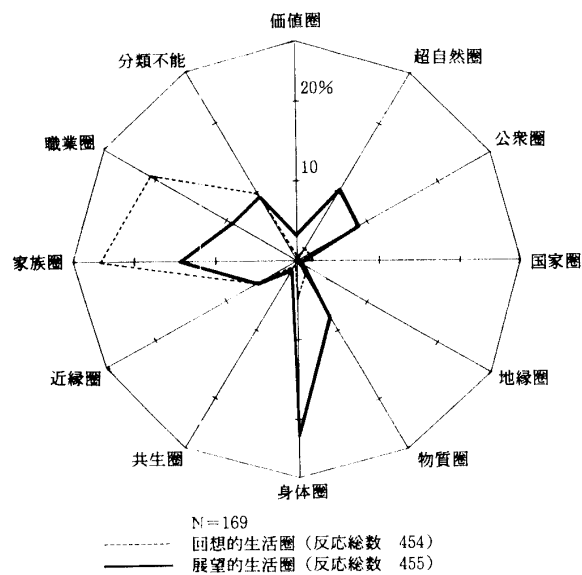 価値圏
分類不能
超自然圏
20%
職業圏
公衆圏
10
家族圏
国家圏
近縁圏
地縁圏
共生圏
物質圏
身体圏
N=169
回想的生活圏(反応総数 454)
展望的生活圏(反応総数 455)